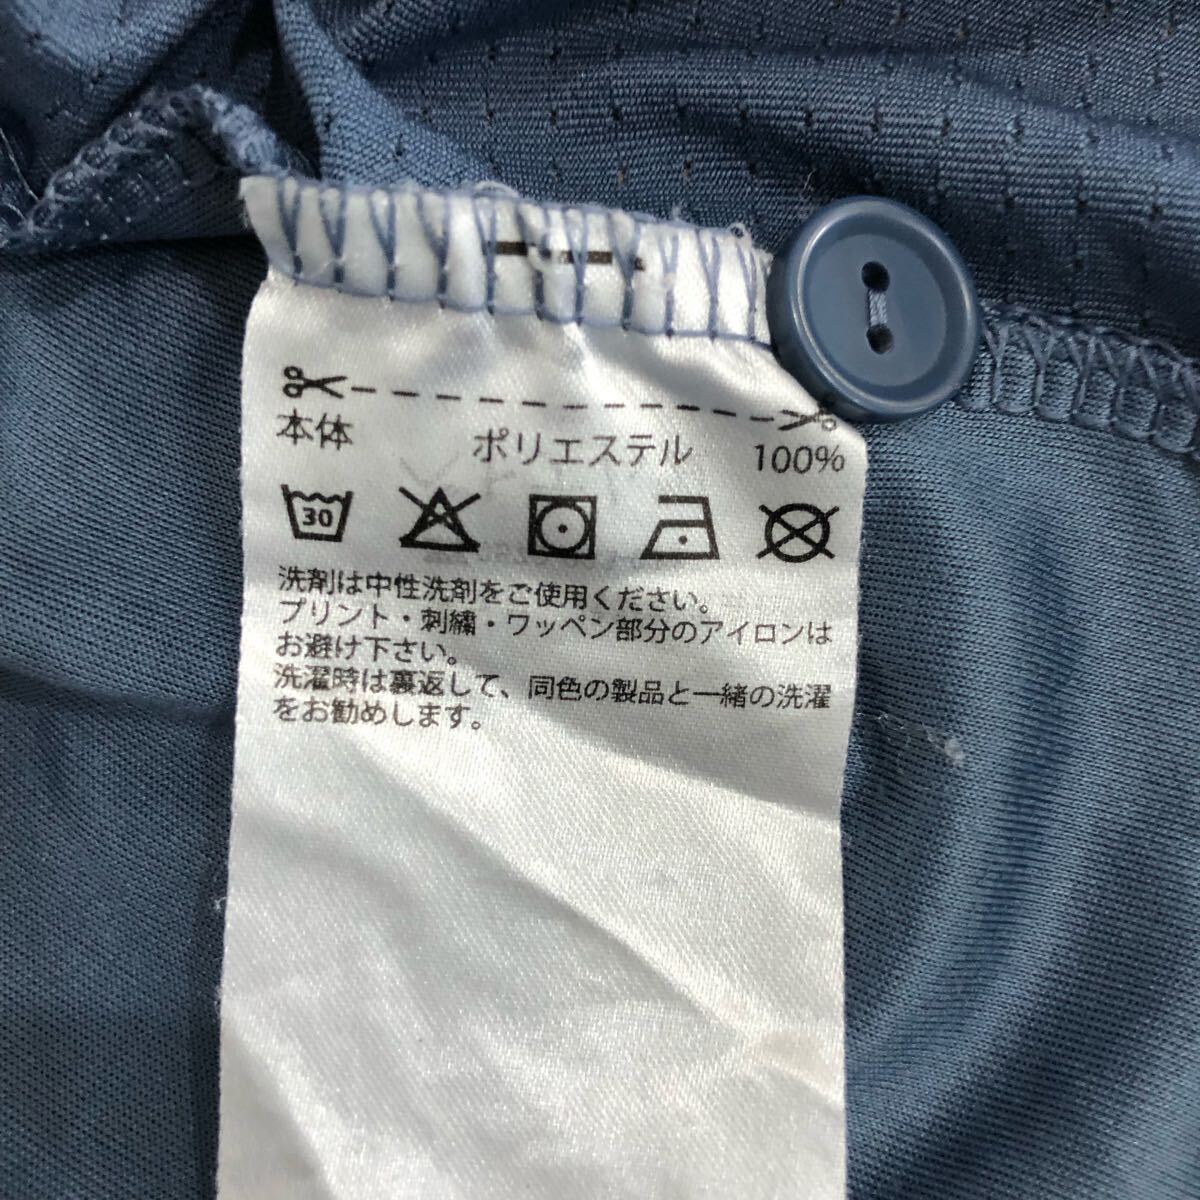 本体 ポリエステル 100%
30
洗剤は中性洗剤をご使用ください。
プリント・刺繍・ワッペン部分のアイロンは
お避け下さい。
洗濯時は裏返して、同色の製品と一緒の洗濯
をお勧めします。